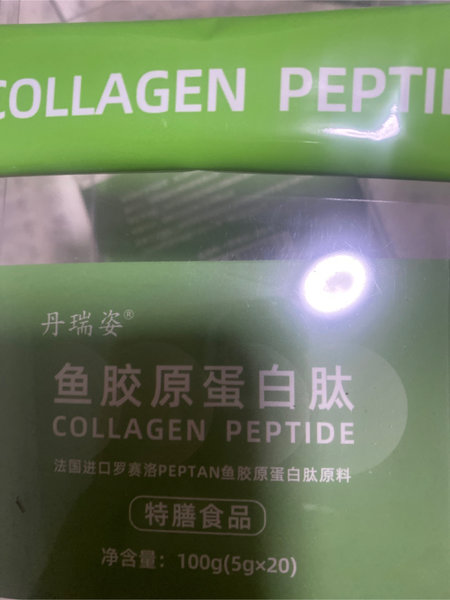 COLLAGEN PEPTI
丹瑞姿®
鱼胶原蛋白肽
COLLAGEN PEPTIDE
法国进口罗赛洛PEPTAN鱼胶原蛋白肽原料
特膳食品
净含量：100g(5g×20)